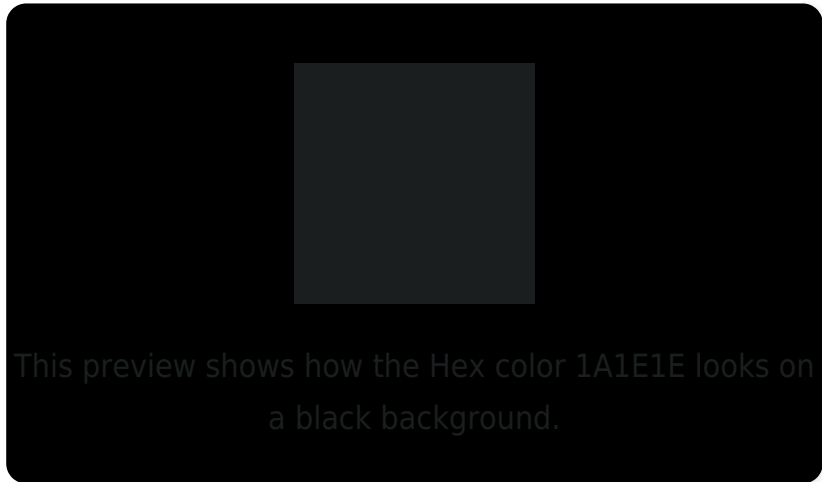 This preview shows how the Hex color 1A1E1E looks on
a black background.